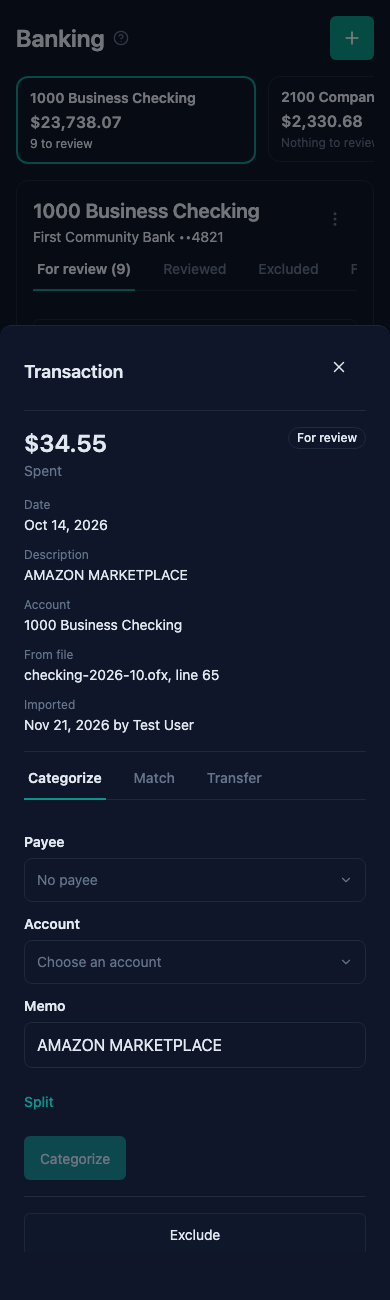 Banking
1000 Business Checking
$23,738.07
9 to review
2100 Compan
$2,330.68
Nothing to review
1000 Business Checking
First Community Bank ••4821
For review (9)
Reviewed
Excluded
F
Transaction
$34.55
For review
Spent
Date
Oct 14, 2026
Description
AMAZON MARKETPLACE
Account
1000 Business Checking
From file
checking-2026-10.ofx, line 65
Imported
Nov 21, 2026 by Test User
Categorize
Match
Transfer
Payee
No payee
Account
Choose an account
Memo
AMAZON MARKETPLACE
Split
Categorize
Exclude